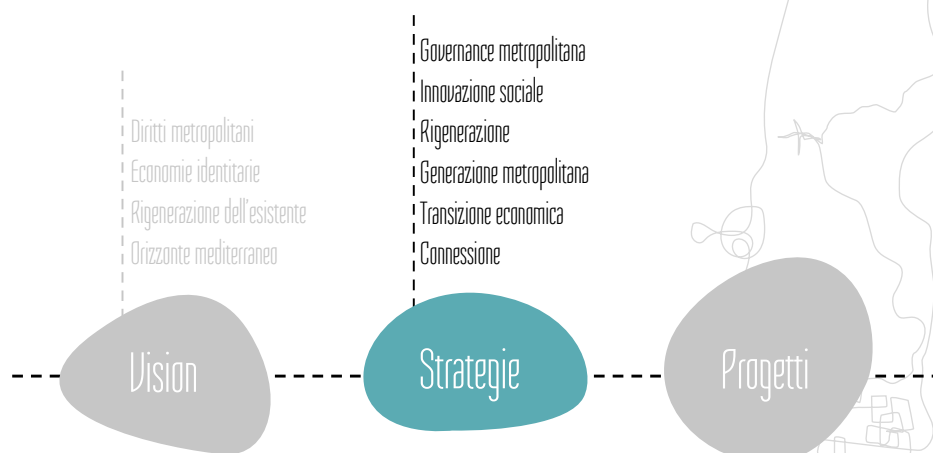 Diritti metropolitani
Economie identitarie
Rigenerazione dell'esistente
Orizzonte mediterraneo
Vision
Governance metropolitana
Innovazione sociale
Rigenerazione
Generazione metropolitana
Transizione economica
Connessione
Strategie
Progetti